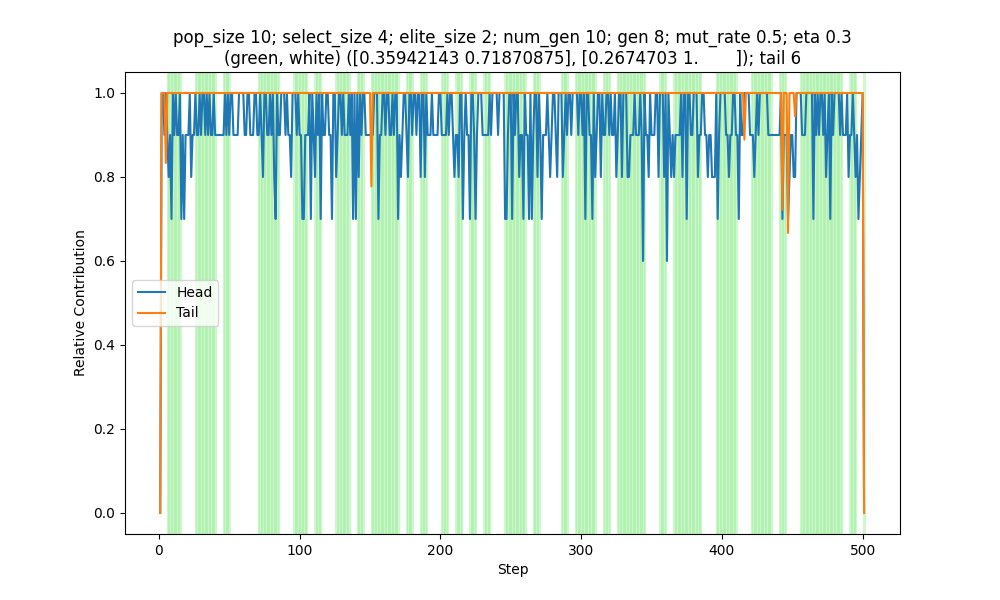 pop_size 10; select_size 4; elite_size 2; num_gen 10; gen 8; mut_rate 0.5; eta 0.3
(green, white) ([0.35942143 0.71870875], [0.2674703 1.        ]); tail 6
1.0
0.8
0.6
0.4
0.2
0.0
Relative Contribution
Head
Tail
0
100
200
300
400
500
Step